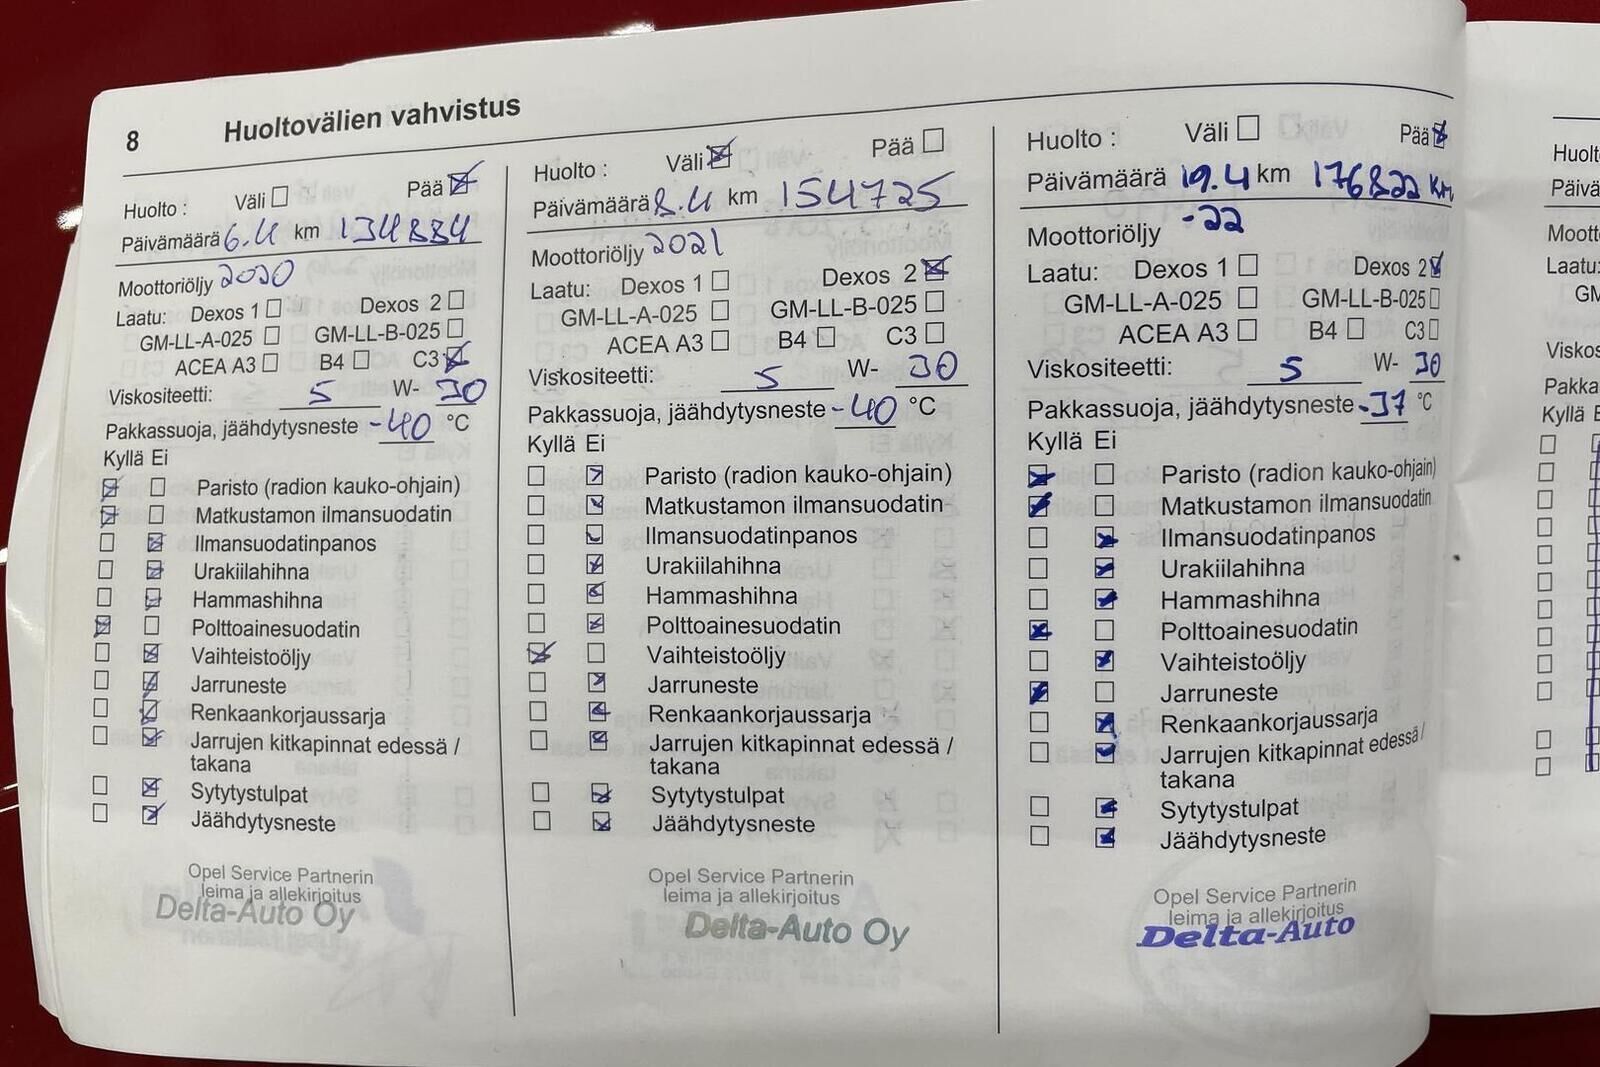 8 Huoltovälien vahvistus
Huolto : Väli Pää
Päivämäärä 6.4 km 134884
Moottoriöljy 2020
Laatu: Dexos 1 Dexos 2
GM-LL-A-025 GM-LL-B-025
ACEA A3 B4 C3
Viskositeetti: 5 W- 30
Pakkassuoja, jäähdytysneste -40 °C
Kyllä Ei
Paristo (radion kauko-ohjain)
Matkustamon ilmansuodatin
Ilmansuodatinpanos
Urakiilahihna
Hammashihna
Polttoainesuodatin
Vaihteistoöljy
Jarruneste
Renkaankorjaussarja
Jarrujen kitkapinnat edessä /
takana
Sytytystulpat
Jäähdytysneste
Opel Service Partnerin
leima ja allekirjoitus
Delta-Auto Oy
Huolto : Väli Pää
Päivämäärä 8.4 km 154725
Moottoriöljy 2021
Laatu: Dexos 1 Dexos 2
GM-LL-A-025 GM-LL-B-025
ACEA A3 B4 C3
Viskositeetti: 5 W- 30
Pakkassuoja, jäähdytysneste -40 °C
Kyllä Ei
Paristo (radion kauko-ohjain)
Matkustamon ilmansuodatin
Ilmansuodatinpanos
Urakiilahihna
Hammashihna
Polttoainesuodatin
Vaihteistoöljy
Jarruneste
Renkaankorjaussarja
Jarrujen kitkapinnat edessä /
takana
Sytytystulpat
Jäähdytysneste
Opel Service Partnerin
leima ja allekirjoitus
Delta-Auto Oy
Huolto : Väli Pää
Päivämäärä 19.4 km 176822 km
-22
Moottoriöljy
Laatu: Dexos 1 Dexos 2
GM-LL-A-025 GM-LL-B-025
ACEA A3 B4 C3
Viskositeetti: 5 W- 30
Pakkassuoja, jäähdytysneste -37 °C
Kyllä Ei
Paristo (radion kauko-ohjain)
Matkustamon ilmansuodatin
Ilmansuodatinpanos
Urakiilahihna
Hammashihna
Polttoainesuodatin
Vaihteistoöljy
Jarruneste
Renkaankorjaussarja
Jarrujen kitkapinnat edessä /
takana
Sytytystulpat
Jäähdytysneste
Opel Service Partnerin
leima ja allekirjoitus
Delta-Auto
Huolt
Päivä
Moott
Laatu:
GM
Viskos
Pakka
Kyllä E